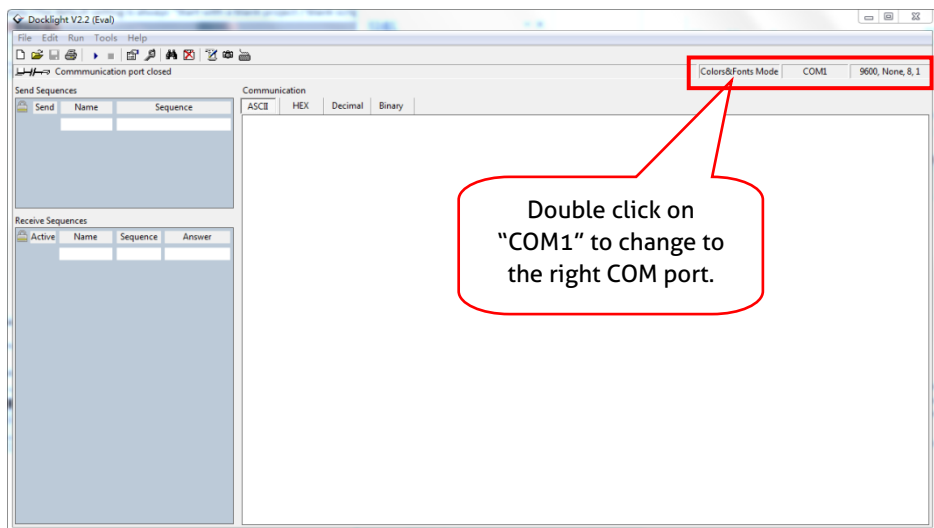 Docklight V2.2 (Eval)
File Edit Run Tools Help
Commmunication port closed
Colors&Fonts Mode COM1 9600, None, 8, 1
Send Sequences
Send Name Sequence
Communication
ASCII HEX Decimal Binary
Double click on
“COM1” to change to
the right COM port.
Receive Sequences
Active Name Sequence Answer